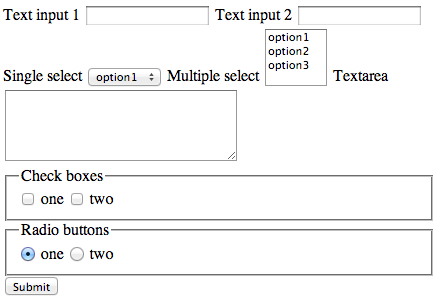 Text input 1 Text input 2
option1
option2
option3
Single select option1 Multiple select Textarea
Check boxes
one two
Radio buttons
one two
Submit